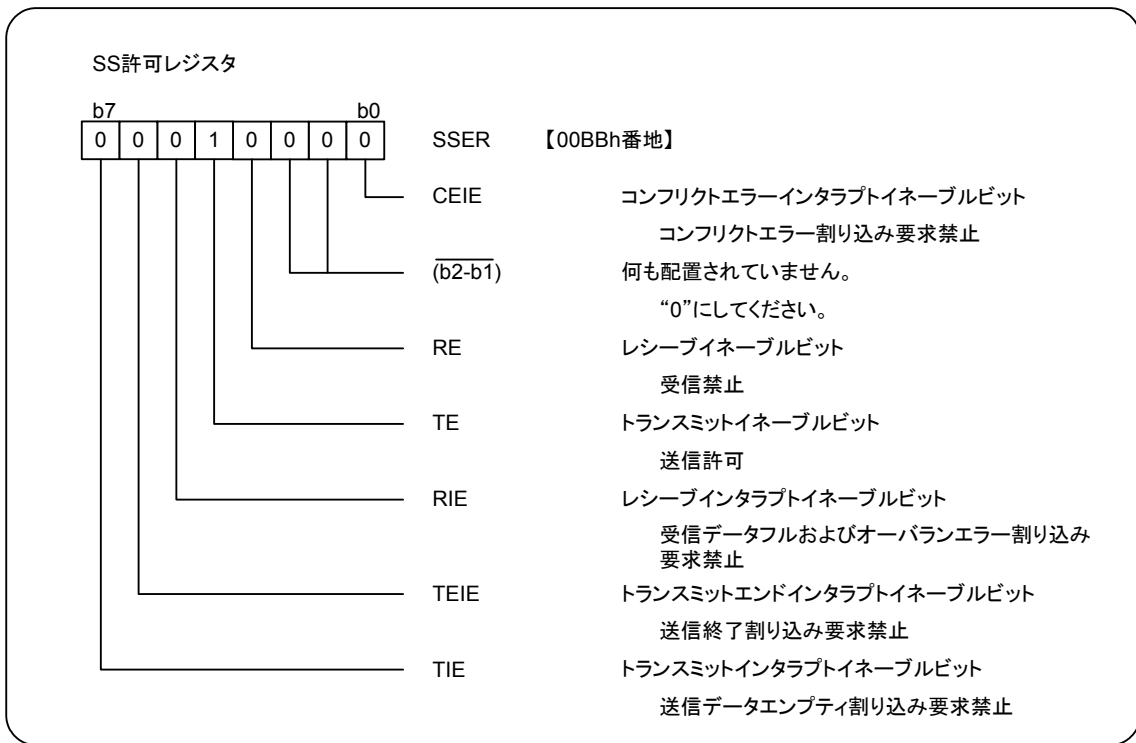 SS許可レジスタ
b7 b0
0 0 0 1 0 0 0 0 SSER 【00BBh番地】
CEIE コンフリクトエラーインタラプトイネーブルビット
コンフリクトエラー割り込み要求禁止
(b2-b1) 何も配置されていません。
“0”にしてください。
RE レシーブイネーブルビット
受信禁止
TE トランスミットイネーブルビット
送信許可
RIE レシーブインタラプトイネーブルビット
受信データフルおよびオーバランエラー割り込み
要求禁止
TEIE トランスミットエンドインタラプトイネーブルビット
送信終了割り込み要求禁止
TIE トランスミットインタラプトイネーブルビット
送信データエンプティ割り込み要求禁止